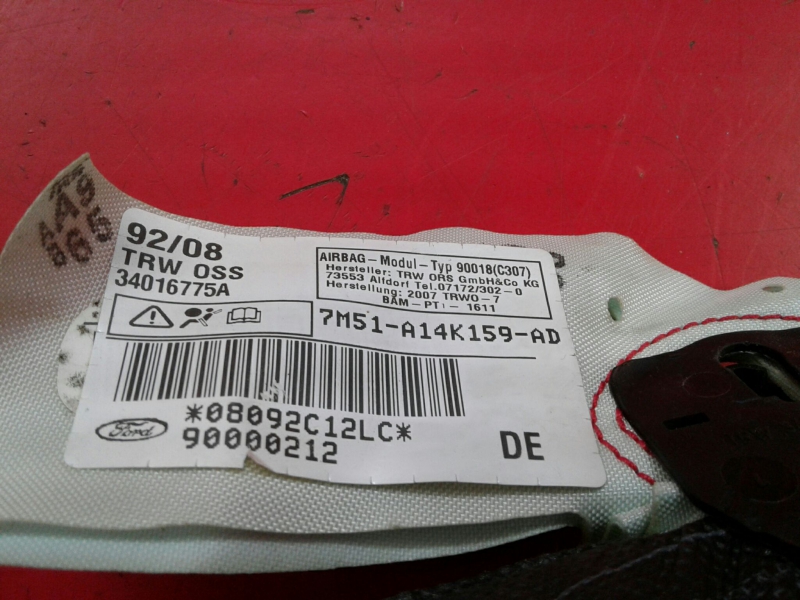 92/08
TRW OSS
34016775A
AIRBAG-Modul-Typ 90018(C307)
Hersteller: TRW ORS GmbH&Co KG
73553 Alfdorf Tel.07172/302-0
Herstellung: 2007 TRWO-7
BAM-PT1-1611
7M51-A14K159-AD
*08092C12LC*
Ford
90000212
DE